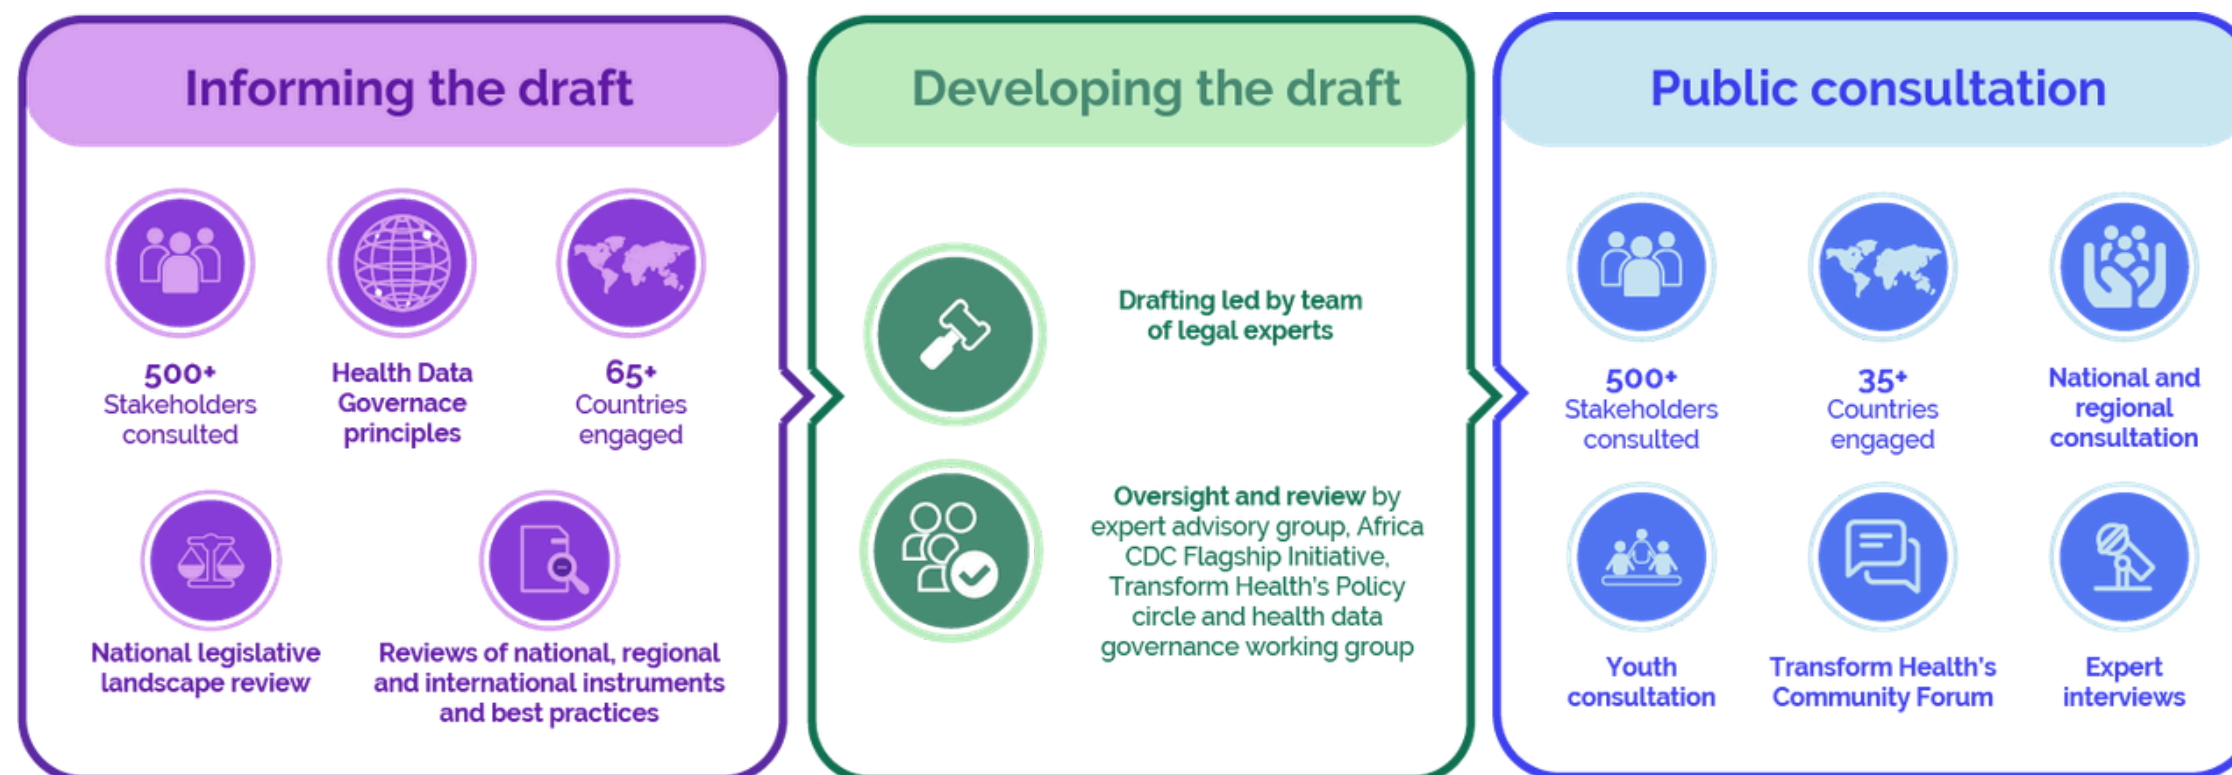 Informing the draft
500+
Stakeholders
consulted
Health Data
Governace
principles
65+
Countries
engaged
National legislative
landscape review
Reviews of national, regional
and international instruments
and best practices
Developing the draft
Drafting led by team
of legal experts
Oversight and review by
expert advisory group, Africa
CDC Flagship Initiative,
Transform Health's Policy
circle and health data
governance working group
Public consultation
500+
Stakeholders
consulted
35+
Countries
engaged
National and
regional
consultation
Youth
consultation
Transform Health's
Community Forum
Expert
interviews